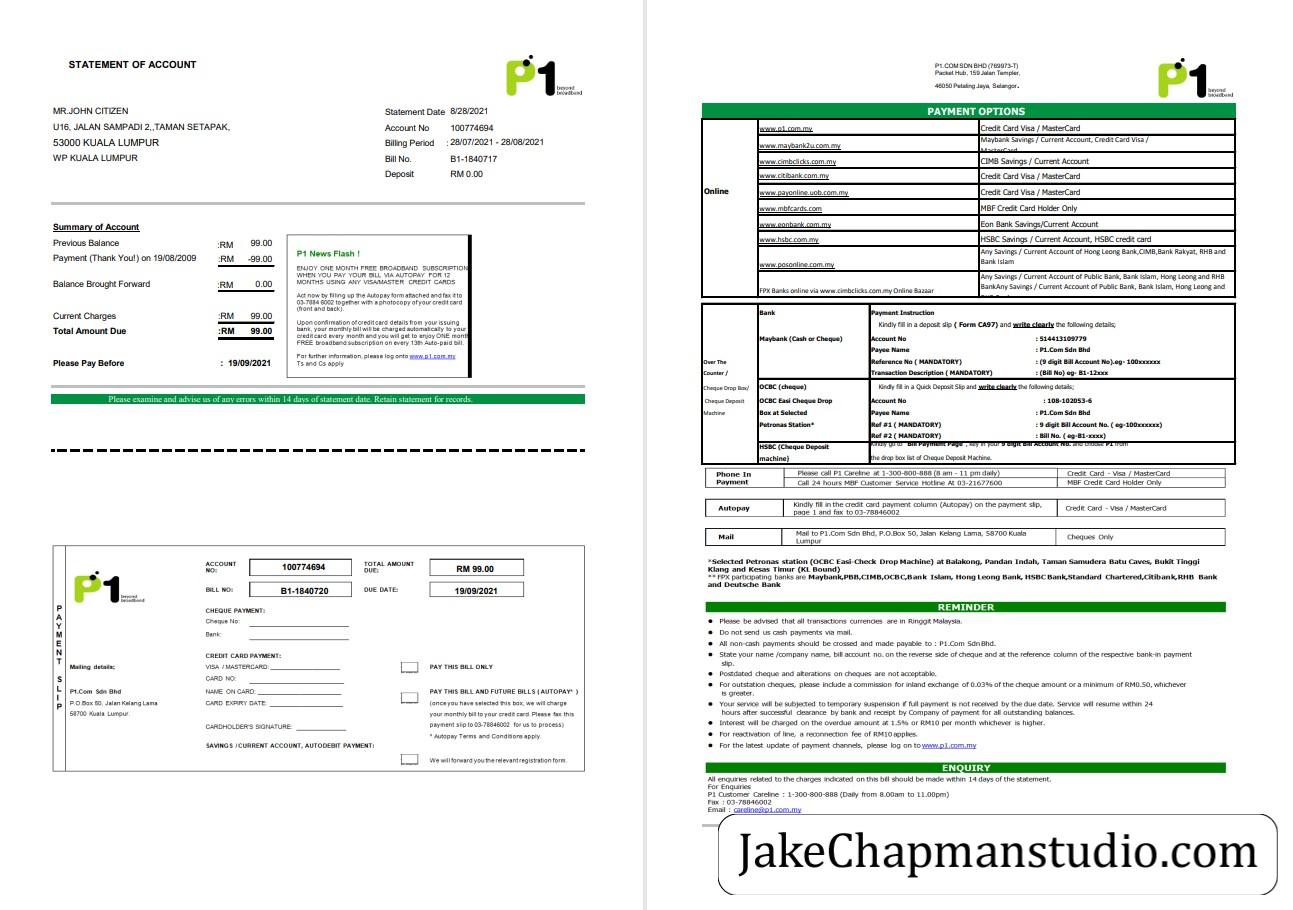 STATEMENT OF ACCOUNT
P1 beyond broadband
MR.JOHN CITIZEN
U16, JALAN SAMPADI 2,,TAMAN SETAPAK,
53000 KUALA LUMPUR
WP KUALA LUMPUR
Statement Date 8/28/2021
Account No 100774694
Billing Period : 28/07/2021 - 28/08/2021
Bill No. B1-1840717
Deposit RM 0.00
Summary of Account
Previous Balance :RM 99.00
Payment (Thank You!) on 19/08/2009 :RM -99.00
Balance Brought Forward :RM 0.00
Current Charges :RM 99.00
Total Amount Due :RM 99.00
Please Pay Before : 19/09/2021
P1 News Flash !
ENJOY ONE MONTH FREE BROADBAND SUBSCRIPTION
WHEN YOU PAY YOUR BILL VIA AUTOPAY FOR 12
MONTHS USING ANY VISA/MASTER CREDIT CARDS
Act now by filling up the Autopay form attached and fax it to
03-7884 6002 together with a photocopy of your credit card
(front and back).
Upon confirmation of credit card details from your issuing
bank, your monthly bill will be charged automatically to your
credit card every month and you will get to enjoy ONE month
FREE broadband subscription on every 13th Auto-paid bill.
For further information, please log onto www.p1.com.my
Ts and Cs apply
Please examine and advise us of any errors within 14 days of statement date. Retain statement for records.
PAYMENT SLIP
P1 beyond broadband
Mailing details;
P1.Com Sdn Bhd
P.O.Box 50, Jalan Kelang Lama
58700 Kuala Lumpur.
ACCOUNT NO: 100774694 TOTAL AMOUNT DUE: RM 99.00
BILL NO: B1-1840720 DUE DATE: 19/09/2021
CHEQUE PAYMENT:
Cheque No:
Bank:
CREDIT CARD PAYMENT:
VISA / MASTERCARD:
CARD NO:
NAME ON CARD:
CARD EXPIRY DATE:
CARDHOLDER'S SIGNATURE:
SAVINGS / CURRENT ACCOUNT, AUTODEBIT PAYMENT:
PAY THIS BILL ONLY
PAY THIS BILL AND FUTURE BILLS ( AUTOPAY* )
(once you have selected this box, we will charge
your monthly bill to your credit card. Please fax this
payment slip to 03-78846002 for us to process)
* Autopay Terms and Conditions apply.
We will forward you the relevant registration form.
P1.COM SDN BHD (769973-T)
Packet Hub, 159 Jalan Templer,
46050 Petaling Jaya, Selangor.
P1 beyond broadband
PAYMENT OPTIONS
Online
www.p1.com.my Credit Card Visa / MasterCard
www.maybank2u.com.my Maybank Savings / Current Account, Credit Card Visa / MasterCard
www.cimbclicks.com.my CIMB Savings / Current Account
www.citibank.com.my Credit Card Visa / MasterCard
www.payonline.uob.com.my Credit Card Visa / MasterCard
www.mbfcards.com MBF Credit Card Holder Only
www.eonbank.com.my Eon Bank Savings/Current Account
www.hsbc.com.my HSBC Savings / Current Account, HSBC credit card
www.posonline.com.my Any Savings / Current Account of Hong Leong Bank,CIMB,Bank Rakyat, RHB and
Bank Islam
FPX Banks online via www.cimbclicks.com.my Online Bazaar Any Savings / Current Account of Public Bank, Bank Islam, Hong Leong and RHB
BankAny Savings / Current Account of Public Bank, Bank Islam, Hong Leong and
Over The
Counter /
Cheque Drop Box/
Cheque Deposit
Machine
Bank Payment Instruction
Kindly fill in a deposit slip ( Form CA97) and write clearly the following details;
Maybank (Cash or Cheque) Account No : 514413109779
Payee Name : P1.Com Sdn Bhd
Reference No ( MANDATORY) : (9 digit Bill Account No).eg- 100xxxxxx
Transaction Description ( MANDATORY) : (Bill No) eg- B1-12xxx
OCBC (cheque) Kindly fill in a Quick Deposit Slip and write clearly the following details;
OCBC Easi Cheque Drop Account No : 108-102053-6
Box at Selected Payee Name : P1.Com Sdn Bhd
Petronas Station* Ref #1 ( MANDATORY) : 9 digit Bill Account No. ( eg-100xxxxxx)
Ref #2 ( MANDATORY) : Bill No. ( eg-B1-xxxx)
HSBC (Cheque Deposit machine) Kindly go to "Bill Payment Page", key in your 9 digit Bill Account No. and choose P1 from
the drop box list of Cheque Deposit Machine.
Phone In Payment
Please call P1 Careline at 1-300-800-888 (8 am - 11 pm daily) Credit Card - Visa / MasterCard
Call 24 hours MBF Customer Service Hotline At 03-21677600 MBF Credit Card Holder Only
Autopay Kindly fill in the credit card payment column (Autopay) on the payment slip,
page 1 and fax to 03-78846002 Credit Card - Visa / MasterCard
Mail Mail to P1.Com Sdn Bhd, P.O.Box 50, Jalan Kelang Lama, 58700 Kuala
Lumpur Cheques Only
*Selected Petronas station (OCBC Easi-Check Drop Machine) at Balakong, Pandan Indah, Taman Samudera Batu Caves, Bukit Tinggi
Klang and Kesas Timur (KL Bound)
** FPX participating banks are Maybank,PBB,CIMB,OCBC,Bank Islam, Hong Leong Bank, HSBC Bank,Standard Chartered,Citibank,RHB Bank
and Deutsche Bank
REMINDER
● Please be advised that all transactions currencies are in Ringgit Malaysia.
● Do not send us cash payments via mail.
● All non-cash payments should be crossed and made payable to : P1.Com Sdn Bhd.
● State your name /company name, bill account no. on the reverse side of cheque and at the reference column of the respective bank-in payment
slip.
● Postdated cheque and alterations on cheques are not acceptable.
● For outstation cheques, please include a commission for inland exchange of 0.03% of the cheque amount or a minimum of RM0.50, whichever
is greater.
● Your service will be subjected to temporary suspension if full payment is not received by the due date. Service will resume within 24
hours after successful clearance by bank and receipt by Company of payment for all outstanding balances.
● Interest will be charged on the overdue amount at 1.5% or RM10 per month whichever is higher.
● For reactivation of line, a reconnection fee of RM10 applies.
● For the latest update of payment channels, please log on to www.p1.com.my
ENQUIRY
All enquiries related to the charges indicated on this bill should be made within 14 days of the statement.
For Enquiries
P1 Customer Careline : 1-300-800-888 (Daily from 8.00am to 11.00pm)
Fax : 03-78846002
Email : careline@p1.com.my
JakeChapmanstudio.com